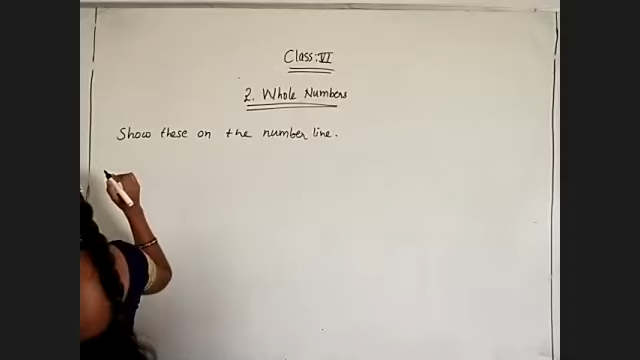 Class: VI
2. Whole Numbers
Show these on the number line.